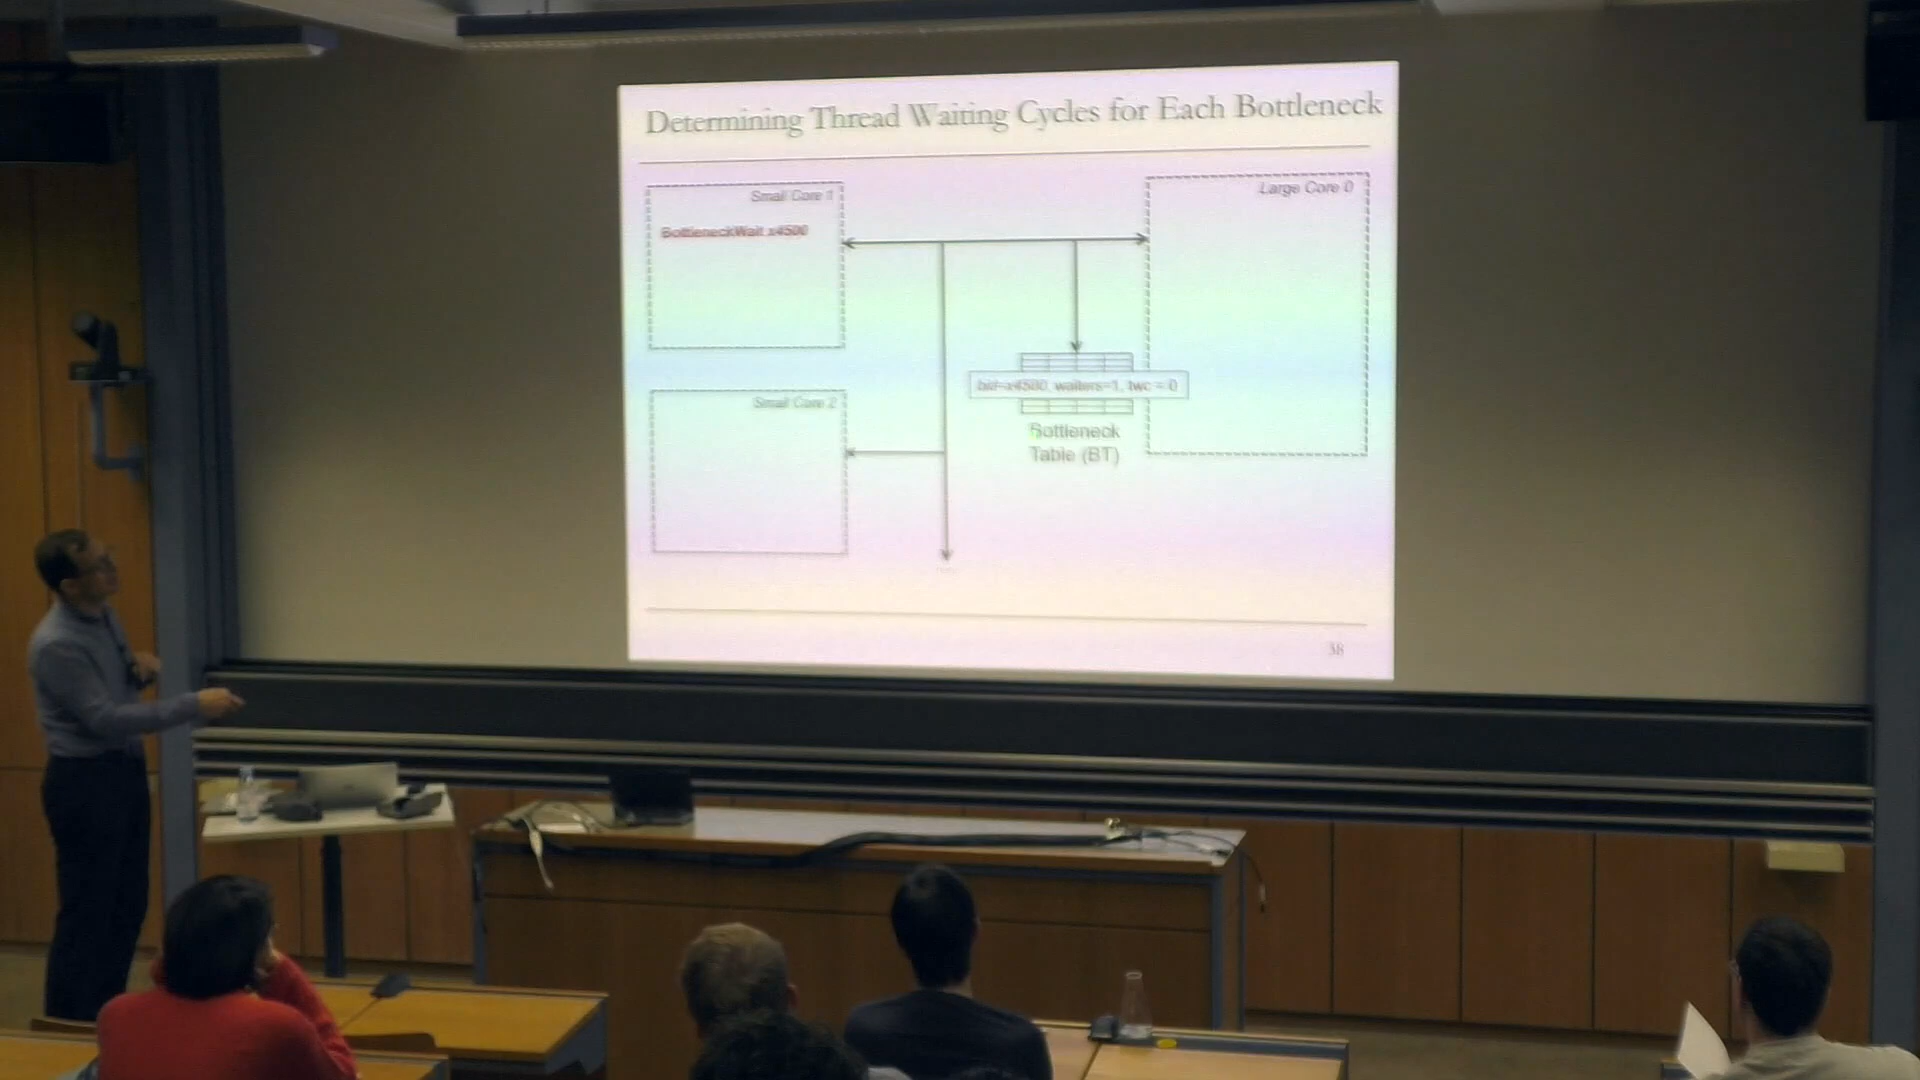 Determining Thread Waiting Cycles for Each Bottleneck
Small Core 1
Large Core 0
BottleneckWait x4500
bid=x4500, waiters=1, twc = 0
Small Core 2
Bottleneck
Table (BT)
38